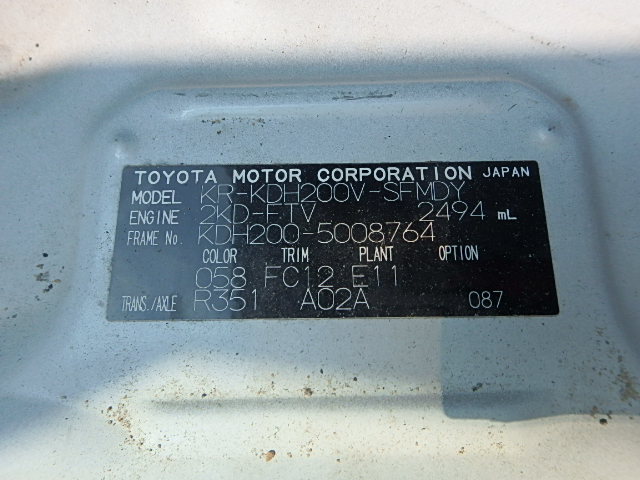 TOYOTA MOTOR CORPORATION JAPAN
MODEL KR-KDH200V-SFMDY
ENGINE 2KD-FTV 2494 mL
FRAME No. KDH200-5008764
COLOR TRIM PLANT OPTION
058 FC12 E11
TRANS./AXLE R351 A02A 087